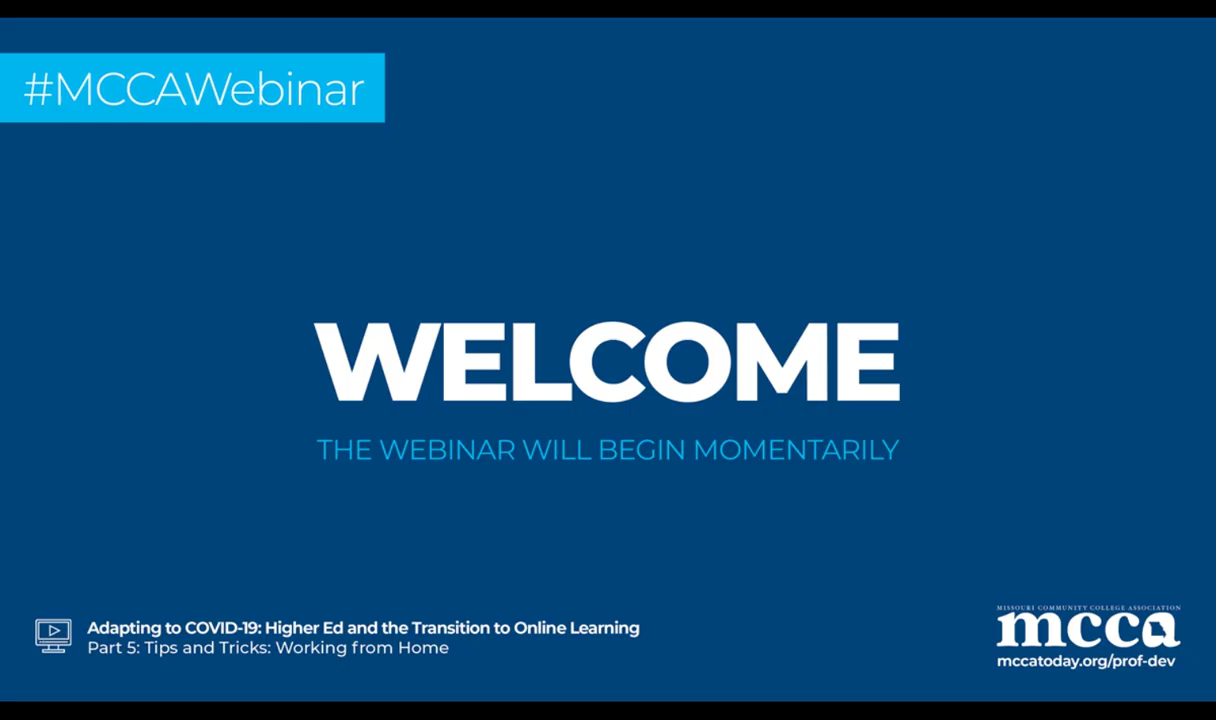 #MCCAWebinar
WELCOME
THE WEBINAR WILL BEGIN MOMENTARILY
Adapting to COVID-19: Higher Ed and the Transition to Online Learning
Part 5: Tips and Tricks: Working from Home
MISSOURI COMMUNITY COLLEGE ASSOCIATION
mcca
mccatoday.org/prof-dev